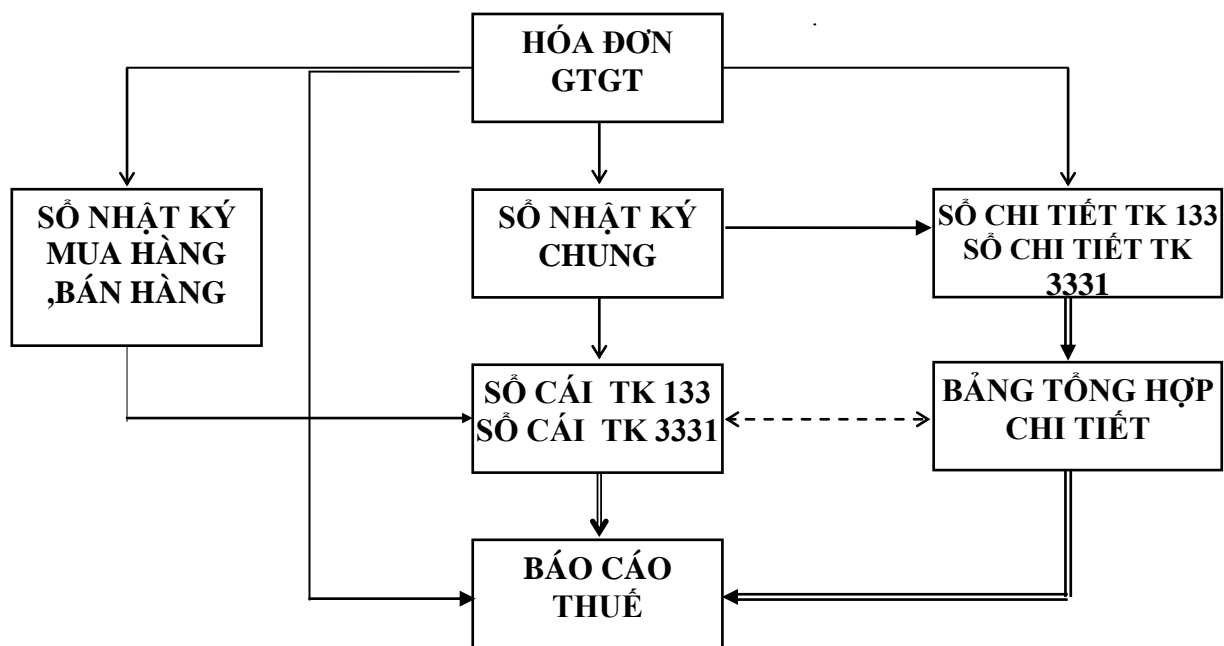 HÓA ĐƠN
GTGT
SỔ NHẬT KÝ
MUA HÀNG
,BÁN HÀNG
SỔ NHẬT KÝ
CHUNG
SỔ CHI TIẾT TK 133
SỔ CHI TIẾT TK
3331
SỔ CÁI TK 133
SỔ CÁI TK 3331
BẢNG TỔNG HỢP
CHI TIẾT
BÁO CÁO
THUẾ